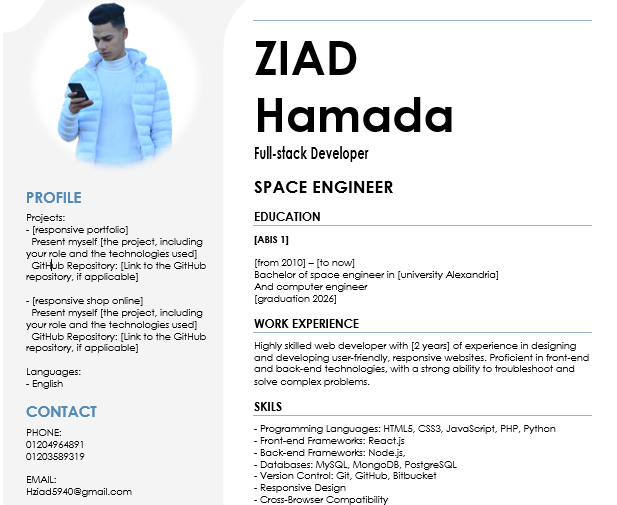 ZIAD
Hamada
Full-stack Developer
SPACE ENGINEER
EDUCATION
[ABIS 1]
[from 2010] – [to now]
Bachelor of space engineer in [university Alexandria]
And computer engineer
[graduation 2026]
WORK EXPERIENCE
Highly skilled web developer with [2 years] of experience in designing
and developing user-friendly, responsive websites. Proficient in front-end
and back-end technologies, with a strong ability to troubleshoot and
solve complex problems.
SKILS
- Programming Languages: HTML5, CSS3, JavaScript, PHP, Python
- Front-end Frameworks: React.js
- Back-end Frameworks: Node.js,
- Databases: MySQL, MongoDB, PostgreSQL
- Version Control: Git, GitHub, Bitbucket
- Responsive Design
- Cross-Browser Compatibility
PROFILE
Projects:
- [responsive portfolio]
Present myself [the project, including
your role and the technologies used]
GitHub Repository: [Link to the GitHub
repository, if applicable]
- [responsive shop online]
Present myself [the project, including
your role and the technologies used]
GitHub Repository: [Link to the GitHub
repository, if applicable]
Languages:
- English
CONTACT
PHONE:
01204964891
01203589319
EMAIL:
Hziad5940@gmail.com